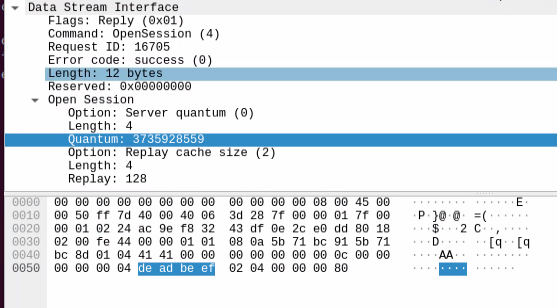 Data Stream Interface
Flags: Reply (0x01)
Command: OpenSession (4)
Request ID: 16705
Error code: success (0)
Length: 12 bytes
Reserved: 0x00000000
Open Session
Option: Server quantum (0)
Length: 4
Quantum: 3735928559
Option: Replay cache size (2)
Length: 4
Replay: 128
0000 00 00 00 00 00 00 00 00 00 00 00 00 08 00 45 00 ········ ······E·
0010 00 50 ff 7d 40 00 40 06 3d 28 7f 00 00 01 7f 00 ·P·}@·@· =(······
0020 00 01 02 24 ac 9e f8 32 43 df 0e 2c e0 dd 80 18 ···$···2 C··,····
0030 02 00 fe 44 00 00 01 01 08 0a 5b 71 bc 91 5b 71 ···D···· ··[q··[q
0040 bc 8d 01 04 41 41 00 00 00 00 00 0c 00 00 ····AA·· ······
0050 00 00 00 04 de ad be ef 02 04 00 00 00 80 ········ ······